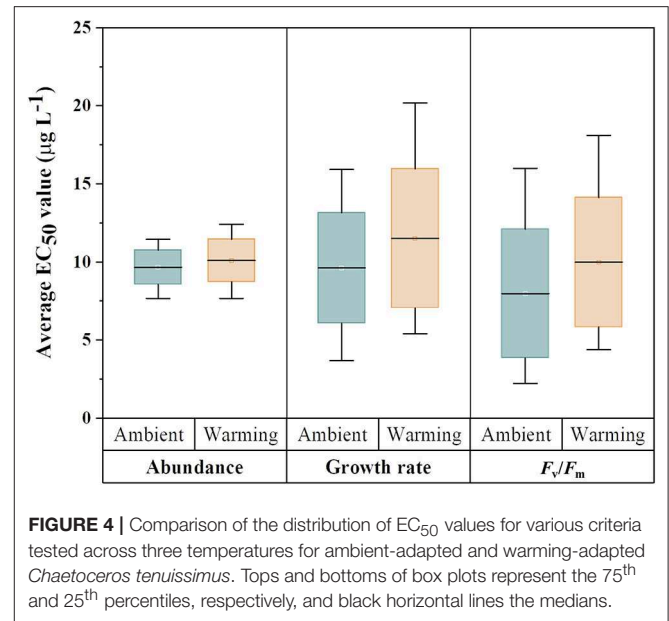 Average EC50 value (µg L-1)
25
20
15
10
5
0
Ambient Warming Ambient Warming Ambient Warming
Abundance Growth rate Fv/Fm
FIGURE 4 | Comparison of the distribution of EC50 values for various criteria
tested across three temperatures for ambient-adapted and warming-adapted
Chaetoceros tenuissimus. Tops and bottoms of box plots represent the 75th
and 25th percentiles, respectively, and black horizontal lines the medians.